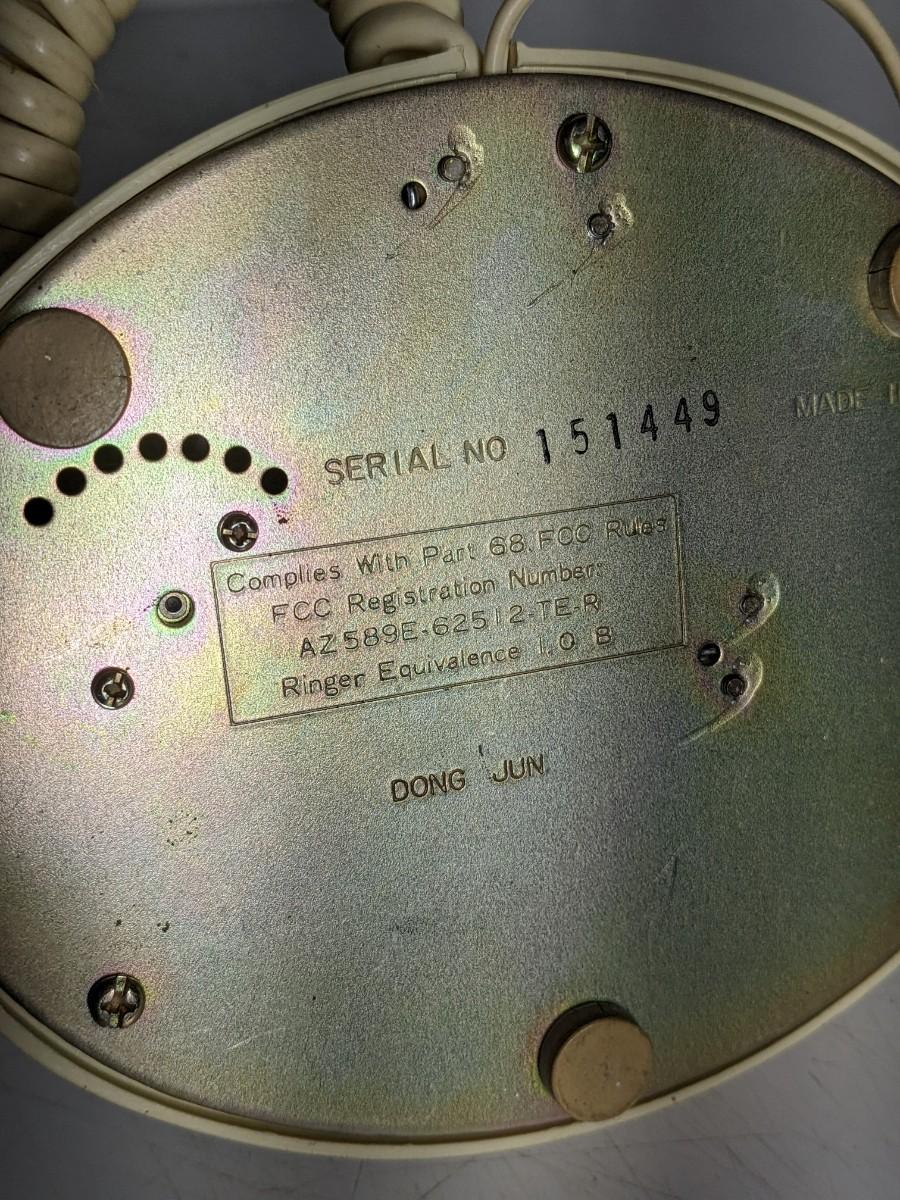 MADE
SERIAL NO 151449
Complies With Part 68, FCC Rules
FCC Registration Number:
AZ589E-62512-TE-R
Ringer Equivalence 1.0 B
DONG JUN